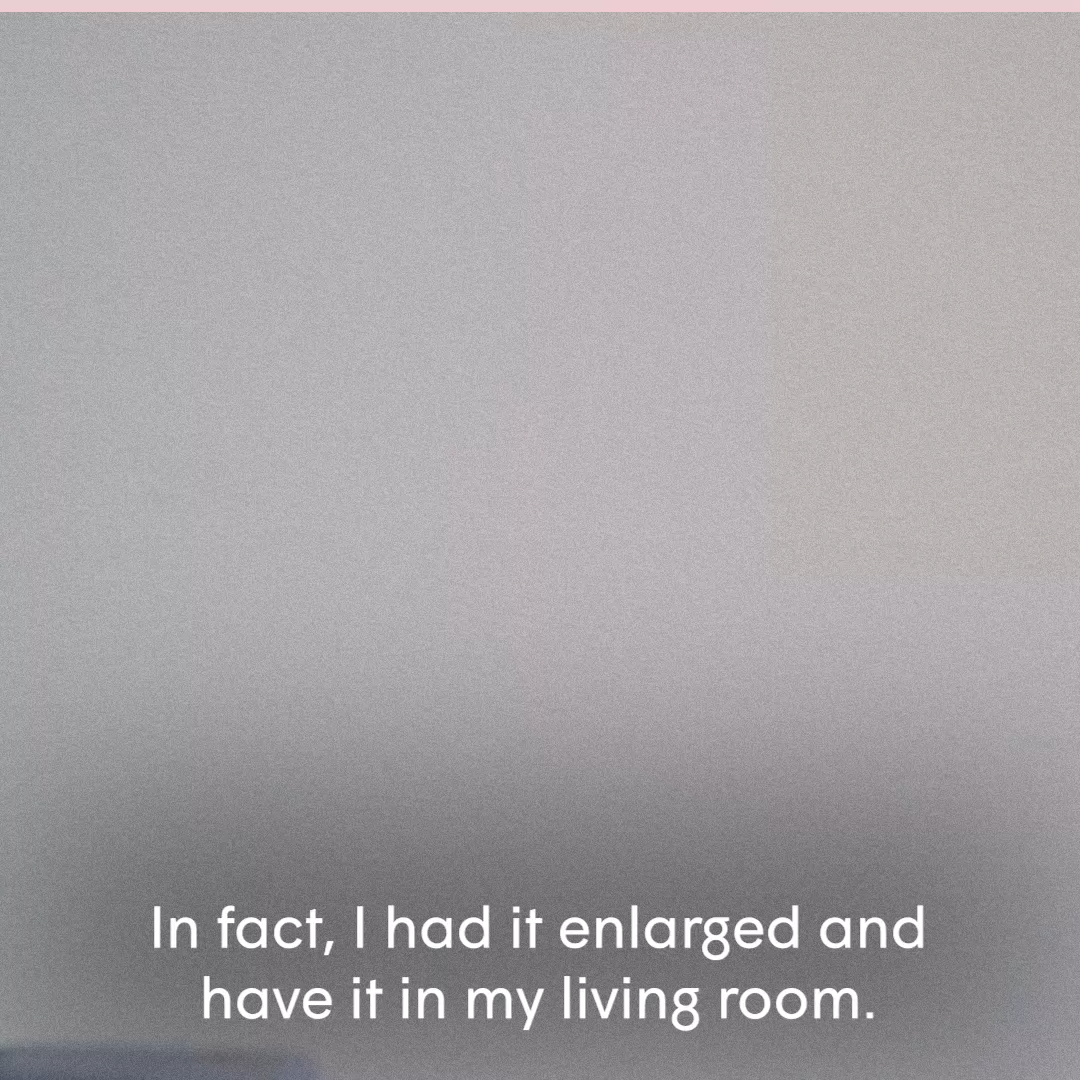 In fact, I had it enlarged and
have it in my living room.